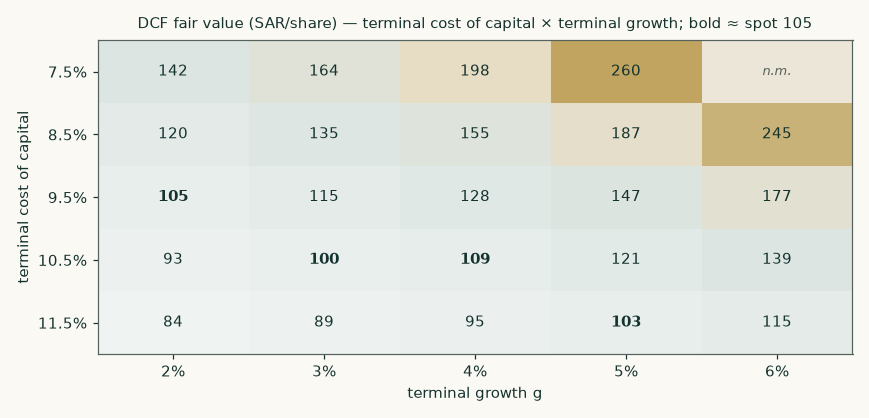 DCF fair value (SAR/share) — terminal cost of capital × terminal growth; bold ≈ spot 105
terminal cost of capital
7.5% 142 164 198 260 n.m.
8.5% 120 135 155 187 245
9.5% 105 115 128 147 177
10.5% 93 100 109 121 139
11.5% 84 89 95 103 115
2% 3% 4% 5% 6%
terminal growth g